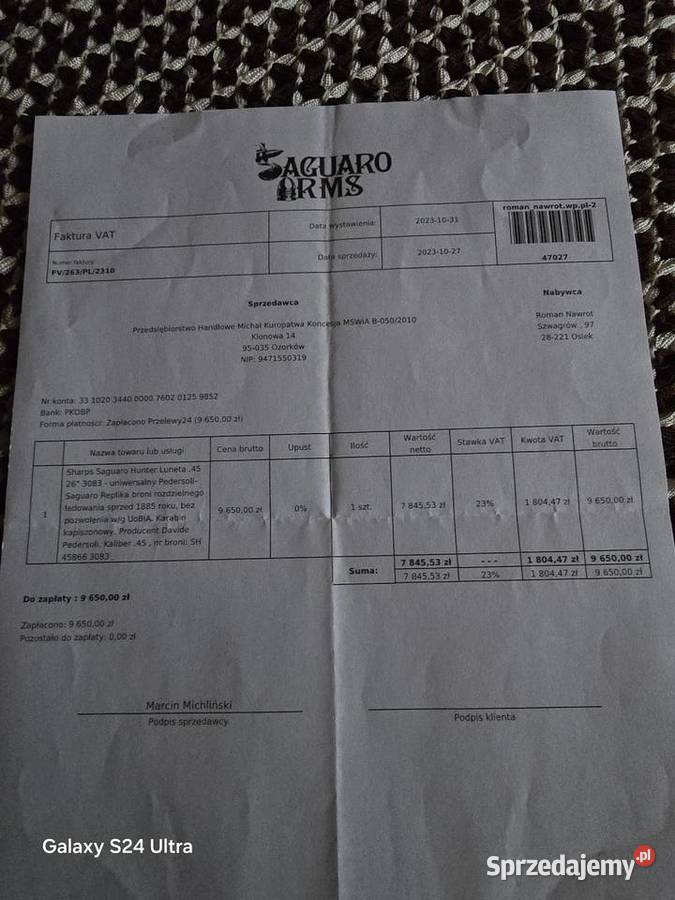 SAGUARO
ARMS
Faktura VAT
Data wystawienia:
2023-10-31
roman_nawrot.wp.pl-2
Numer faktury
FV/263/PL/2310
Data sprzedaży:
2023-10-27
47027
Sprzedawca
Przedsiębiorstwo Handlowe Michał Kuropatwa Koncesja MSWiA B-050/2010
Klonowa 14
95-035 Ozorków
NIP: 9471550319
Nabywca
Roman Nawrot
Szwagrów , 97
28-221 Osiek
Nr konta: 33 1020 3440 0000 7602 0125 9852
Bank: PKOBP
Forma płatności: Zapłacono Przelewy24 (9 650,00 zł)
Nazwa towaru lub usługi
Cena brutto
Upust
Ilość
Wartość
netto
Stawka VAT
Kwota VAT
Wartość
brutto
1
Sharps Saguaro Hunter Luneta .45
26" 3083 - uniwersalny Pedersoli-
Saguaro Replika broni rozdzielnego
ładowania sprzed 1885 roku, bez
pozwolenia w/g UoBiA. Karabin
kapiszonowy. Producent Davide
Pedersoli. Kaliber .45 , nr broni: SH
45866 3083
9 650,00 zł
0%
1 szt.
7 845,53 zł
23%
1 804,47 zł
9 650,00 zł
Suma:
7 845,53 zł
- - -
1 804,47 zł
9 650,00 zł
7 845,53 zł
23%
1 804,47 zł
9 650,00 zł
Do zapłaty : 9 650,00 zł
Zapłacono: 9 650,00 zł
Pozostało do zapłaty: 0,00 zł
Marcin Michliński
Podpis sprzedawcy
Podpis klienta
Galaxy S24 Ultra
Sprzedajemy.pl